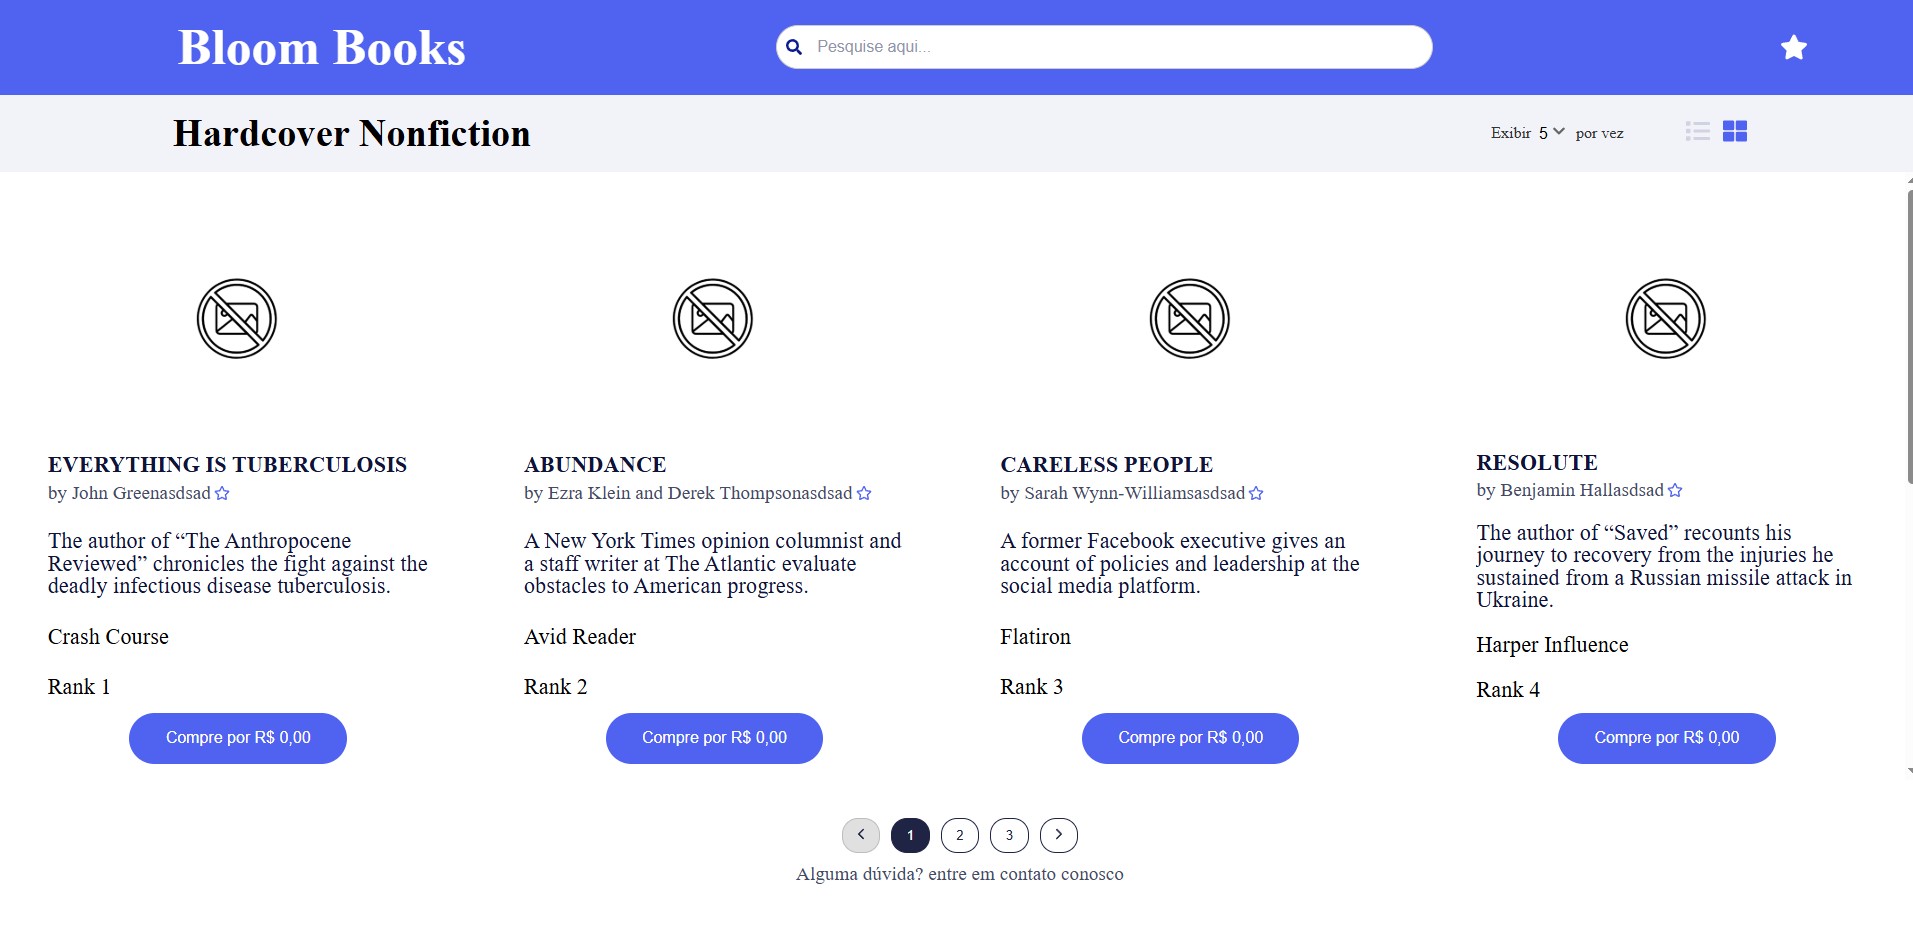 Bloom Books
Pesquise aqui...
Hardcover Nonfiction
Exibir 5 por vez
EVERYTHING IS TUBERCULOSIS
by John Greenasdsad
The author of “The Anthropocene
Reviewed” chronicles the fight against the
deadly infectious disease tuberculosis.
Crash Course
Rank 1
Compre por R$ 0,00
ABUNDANCE
by Ezra Klein and Derek Thompsonasdsad
A New York Times opinion columnist and
a staff writer at The Atlantic evaluate
obstacles to American progress.
Avid Reader
Rank 2
Compre por R$ 0,00
CARELESS PEOPLE
by Sarah Wynn-Williamsasdsad
A former Facebook executive gives an
account of policies and leadership at the
social media platform.
Flatiron
Rank 3
Compre por R$ 0,00
RESOLUTE
by Benjamin Hallasdsad
The author of “Saved” recounts his
journey to recovery from the injuries he
sustained from a Russian missile attack in
Ukraine.
Harper Influence
Rank 4
Compre por R$ 0,00
1 2 3
Alguma dúvida? entre em contato conosco